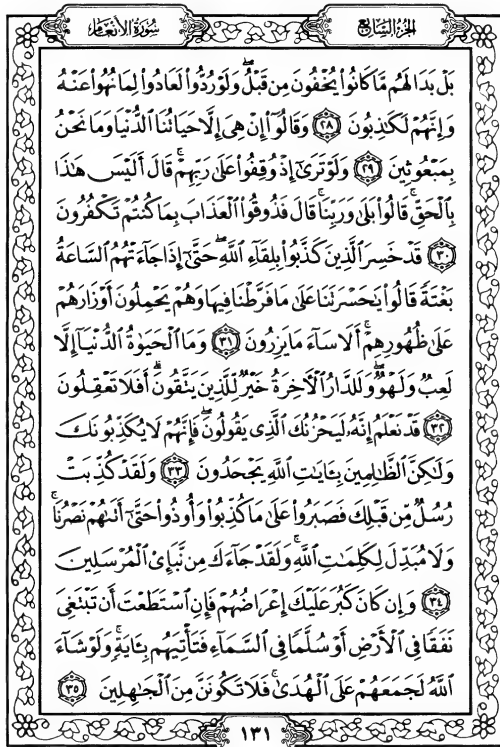 الجزء السابع
سورة الأنعام
بَلْ بَدَا لَهُم مَّا كَانُوا۟ يُخْفُونَ مِن قَبْلُ ۖ وَلَوْ رُدُّوا۟ لَعَادُوا۟ لِمَا نُهُوا۟ عَنْهُ
وَإِنَّهُمْ لَكَـٰذِبُونَ ٢٨ وَقَالُوٓا۟ إِنْ هِىَ إِلَّا حَيَاتُنَا ٱلدُّنْيَا وَمَا نَحْنُ
بِمَبْعُوثِينَ ٢٩ وَلَوْ تَرَىٰٓ إِذْ وُقِفُوا۟ عَلَىٰ رَبِّهِمْ ۚ قَالَ أَلَيْسَ هَـٰذَا
بِٱلْحَقِّ ۚ قَالُوا۟ بَلَىٰ وَرَبِّنَا ۚ قَالَ فَذُوقُوا۟ ٱلْعَذَابَ بِمَا كُنتُمْ تَكْفُرُونَ
٣٠ قَدْ خَسِرَ ٱلَّذِينَ كَذَّبُوا۟ بِلِقَآءِ ٱللَّهِ ۖ حَتَّىٰٓ إِذَا جَآءَتْهُمُ ٱلسَّاعَةُ
بَغْتَةً قَالُوا۟ يَـٰحَسْرَتَنَا عَلَىٰ مَا فَرَّطْنَا فِيهَا وَهُمْ يَحْمِلُونَ أَوْزَارَهُمْ
عَلَىٰ ظُهُورِهِمْ ۚ أَلَا سَآءَ مَا يَزِرُونَ ٣١ وَمَا ٱلْحَيَوٰةُ ٱلدُّنْيَآ إِلَّا
لَعِبٌ وَلَهْوٌ ۖ وَلَلدَّارُ ٱلْـَٔاخِرَةُ خَيْرٌ لِّلَّذِينَ يَتَّقُونَ ۗ أَفَلَا تَعْقِلُونَ
٣٢ قَدْ نَعْلَمُ إِنَّهُۥ لَيَحْزُنُكَ ٱلَّذِى يَقُولُونَ ۖ فَإِنَّهُمْ لَا يُكَذِّبُونَكَ
وَلَـٰكِنَّ ٱلظَّـٰلِمِينَ بِـَٔايَـٰتِ ٱللَّهِ يَجْحَدُونَ ٣٣ وَلَقَدْ كُذِّبَتْ
رُسُلٌ مِّن قَبْلِكَ فَصَبَرُوا۟ عَلَىٰ مَا كُذِّبُوا۟ وَأُوذُوا۟ حَتَّىٰٓ أَتَىٰهُمْ نَصْرُنَا ۚ
وَلَا مُبَدِّلَ لِكَلِمَـٰتِ ٱللَّهِ ۚ وَلَقَدْ جَآءَكَ مِن نَّبَإِى۟ ٱلْمُرْسَلِينَ
٣٤ وَإِن كَانَ كَبُرَ عَلَيْكَ إِعْرَاضُهُمْ فَإِنِ ٱسْتَطَعْتَ أَن تَبْتَغِىَ
نَفَقًا فِى ٱلْأَرْضِ أَوْ سُلَّمًا فِى ٱلسَّمَآءِ فَتَأْتِيَهُم بِـَٔايَةٍ ۚ وَلَوْ شَآءَ
ٱللَّهُ لَجَمَعَهُمْ عَلَى ٱلْهُدَىٰ ۚ فَلَا تَكُونَنَّ مِنَ ٱلْجَـٰهِلِينَ ٣٥
١٣١